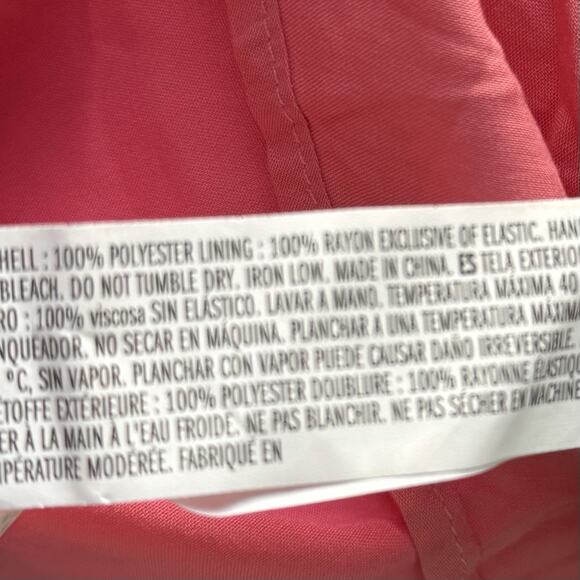 HELL : 100% POLYESTER LINING : 100% RAYON EXCLUSIVE OF ELASTIC. HAN
BLEACH. DO NOT TUMBLE DRY. IRON LOW. MADE IN CHINA. ES TELA EXTERIO
RO : 100% viscosa SIN ELÁSTICO. LAVAR A MANO. TEMPERATURA MÁXIMA 40
NQUEADOR. NO SECAR EN MÁQUINA. PLANCHAR A UNA TEMPERATURA MÁXIMA
°C, SIN VAPOR. PLANCHAR CON VAPOR PUEDE CAUSAR DAÑO IRREVERSIBLE.
ETOFFE EXTÉRIEURE : 100% POLYESTER DOUBLURE : 100% RAYONNE ÉLASTIQU
ER À LA MAIN À L'EAU FROIDE. NE PAS BLANCHIR. NE PAS SÉCHER EN MACHINE
MPÉRATURE MODÉRÉE. FABRIQUÉ EN